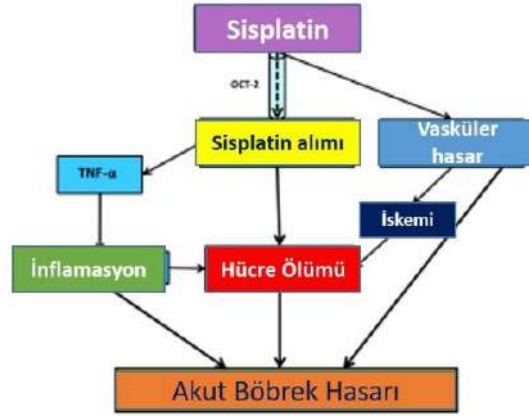 Sisplatin
OCT-2
Sisplatin alımı
Vasküler
hasar
TNF-α
İskemi
İnflamasyon
Hücre Ölümü
Akut Böbrek Hasarı